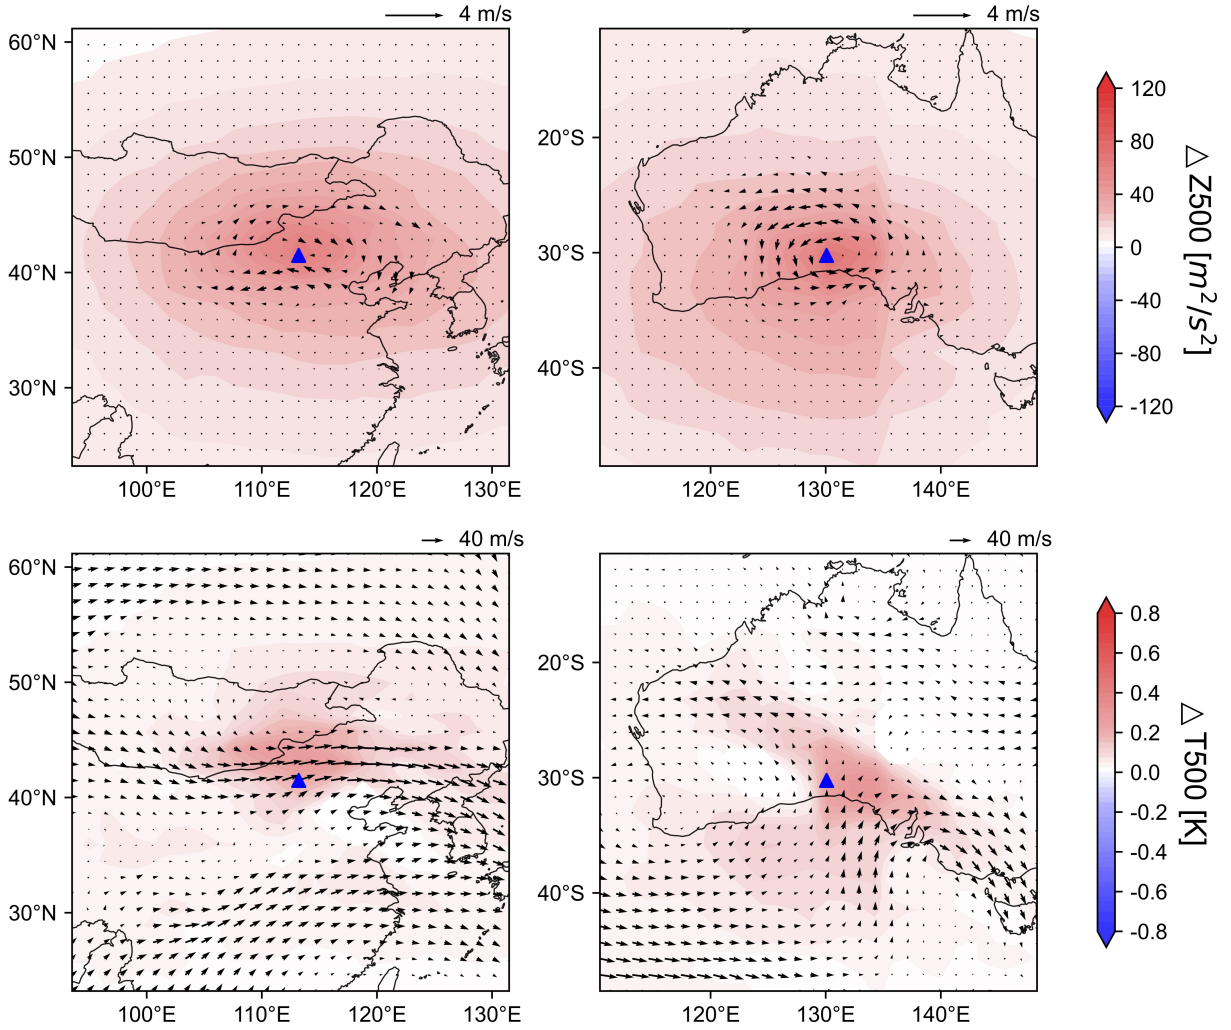 4 m/s
4 m/s
60°N
50°N
40°N
30°N
20°S
30°S
40°S
100°E 110°E 120°E 130°E
120°E 130°E 140°E
120
80
40
0
-40
-80
-120
△ Z500 [m²/s²]
40 m/s
40 m/s
60°N
50°N
40°N
30°N
20°S
30°S
40°S
100°E 110°E 120°E 130°E
120°E 130°E 140°E
0.8
0.6
0.4
0.2
0.0
-0.2
-0.4
-0.6
-0.8
△ T500 [K]